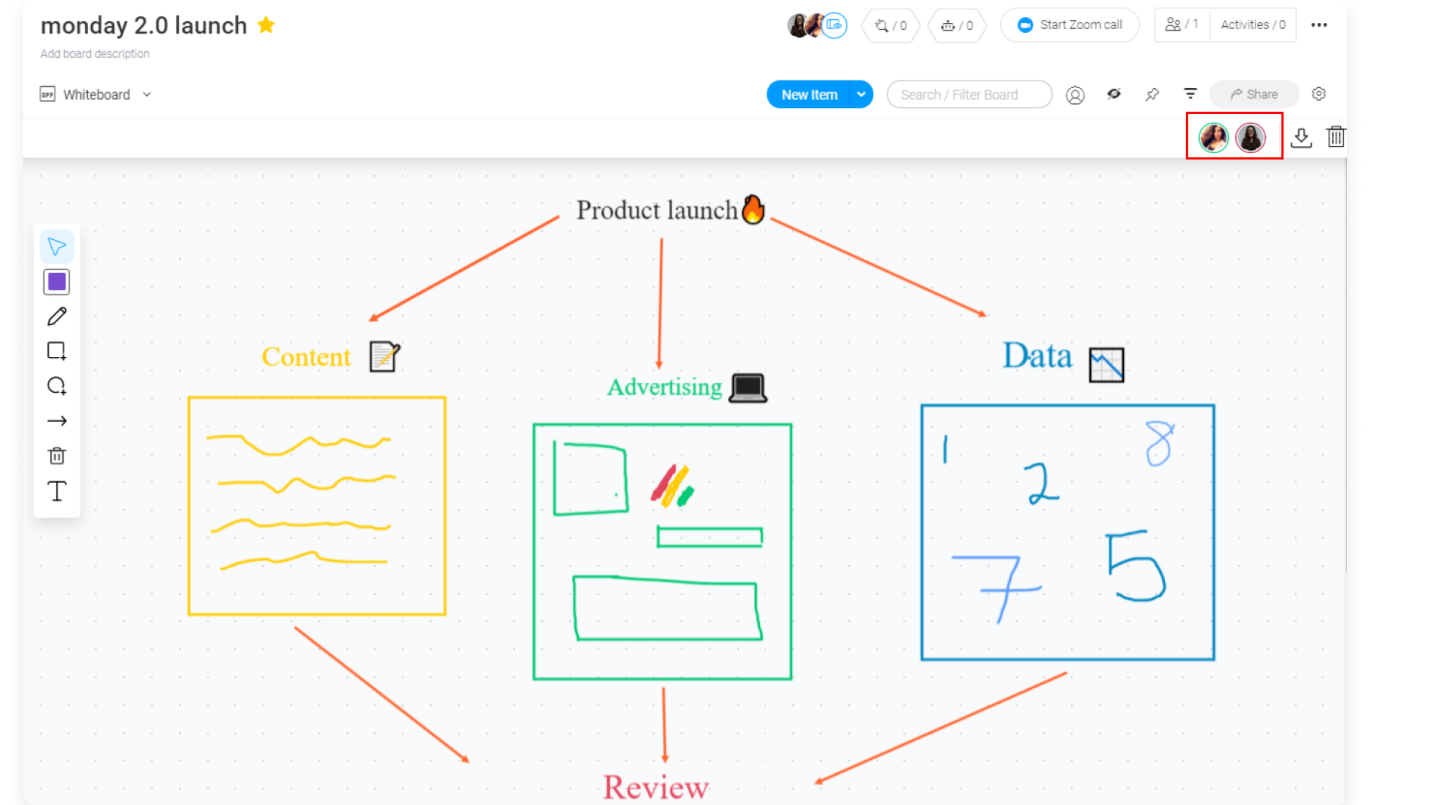 monday 2.0 launch
/ 0
/ 0
Start Zoom call
/ 1
Activities / 0
Add board description
APP
Whiteboard
New Item
Search / Filter Board
Share
Product launch🔥
Content 📝
Data 📉
Advertising 💻
1
8
2
7
5
T
Review